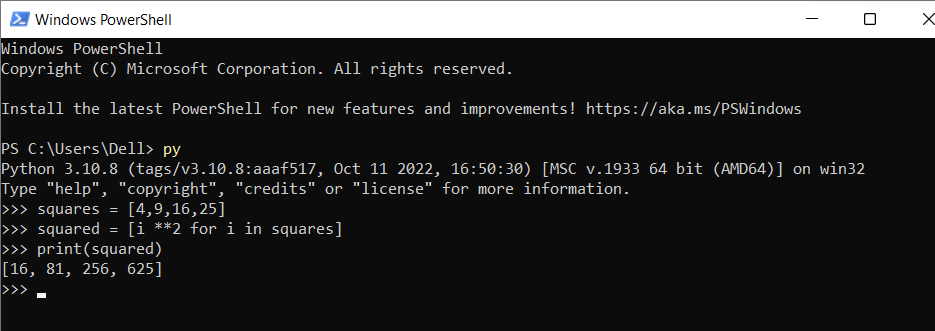 Windows PowerShell
Windows PowerShell
Copyright (C) Microsoft Corporation. All rights reserved.
Install the latest PowerShell for new features and improvements! https://aka.ms/PSWindows
PS C:\Users\Dell> py
Python 3.10.8 (tags/v3.10.8:aaaf517, Oct 11 2022, 16:50:30) [MSC v.1933 64 bit (AMD64)] on win32
Type "help", "copyright", "credits" or "license" for more information.
>>> squares = [4,9,16,25]
>>> squared = [i **2 for i in squares]
>>> print(squared)
[16, 81, 256, 625]
>>>